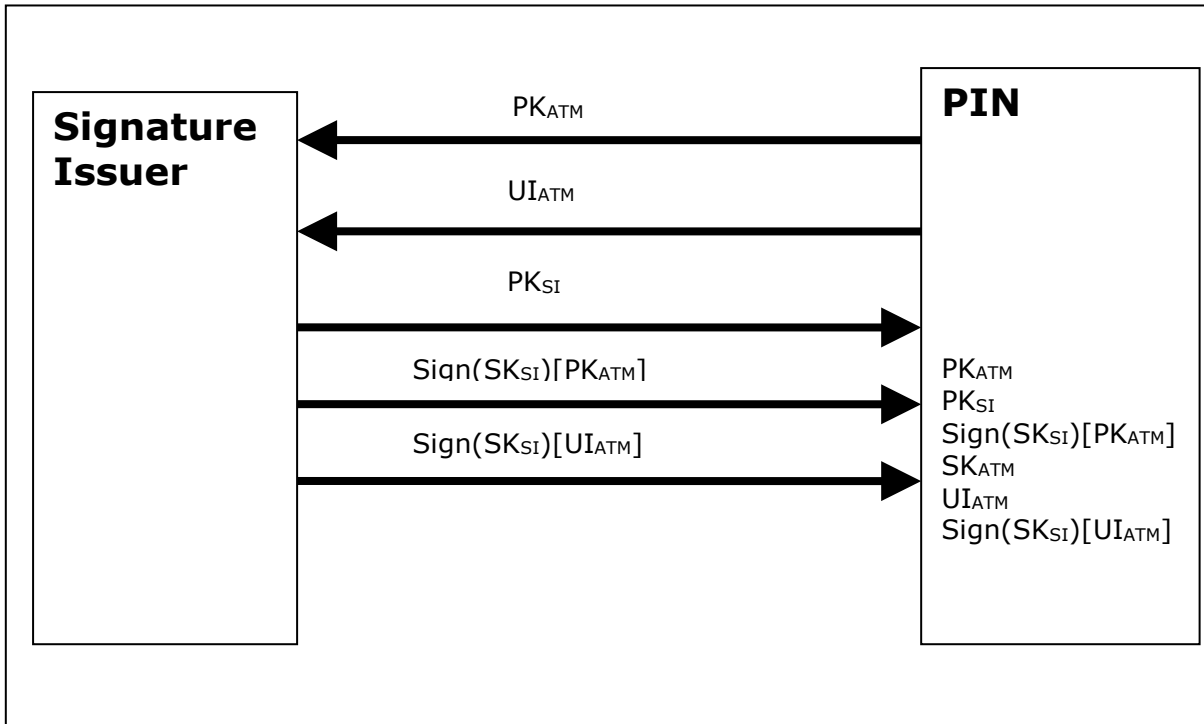 Signature
Issuer
PIN
PKATM
UIATM
PKSI
Sign(SKSI)[PKATM]
Sign(SKSI)[UIATM]
PKATM
PKSI
Sign(SKSI)[PKATM]
SKATM
UIATM
Sign(SKSI)[UIATM]